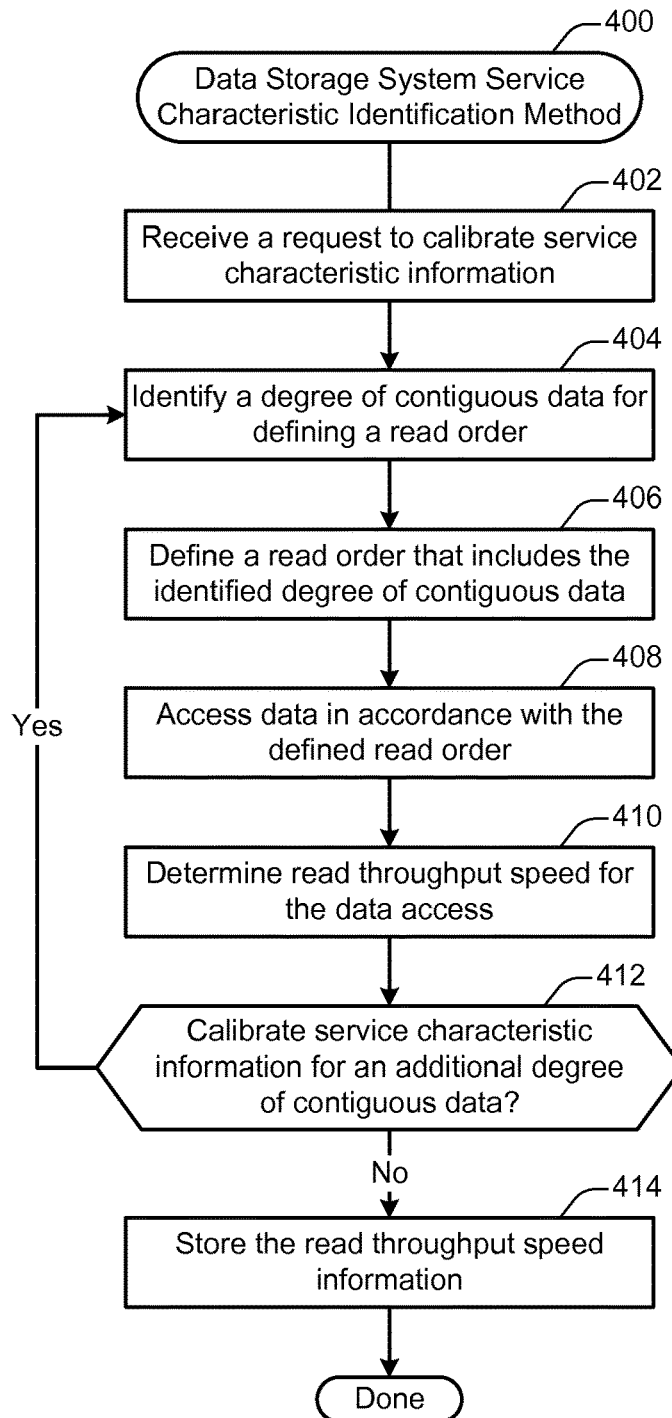 400
Data Storage System Service
Characteristic Identification Method
402
Receive a request to calibrate service
characteristic information
404
Identify a degree of contiguous data for
defining a read order
406
Define a read order that includes the
identified degree of contiguous data
408
Access data in accordance with the
defined read order
Yes
410
Determine read throughput speed for
the data access
412
Calibrate service characteristic
information for an additional degree
of contiguous data?
No
414
Store the read throughput speed
information
Done